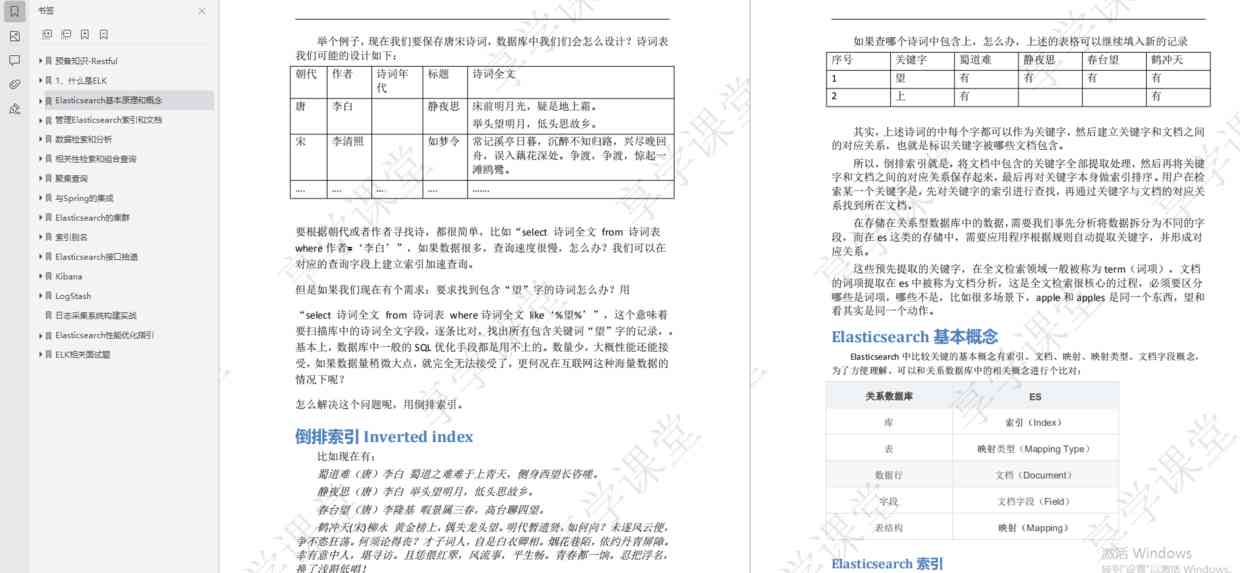 书签
预备知识-Restful
1、什么是ELK
Elasticsearch基本原理和概念
管理Elasticsearch索引和文档
数据检索和分析
相关性检索和组合查询
聚集查询
与Spring的集成
Elasticsearch的集群
索引别名
Elasticsearch接口抽退
Kibana
LogStash
日志采集系统构建实战
Elasticsearch性能优化指引
ELK相关面试题
举个例子，现在我们要保存唐宋诗词，数据库中我们们会怎么设计？诗词表
我们可能的设计如下：
朝代 作者 诗词年代 标题 诗词全文
唐 李白 静夜思 床前明月光，疑是地上霜。
举头望明月，低头思故乡。
宋 李清照 如梦令 常记溪亭日暮，沉醉不知归路，兴尽晚回
舟，误入藕花深处。争渡，争渡，惊起一
滩鸥鹭。
.... .... .... .... .......
要根据朝代或者作者寻找诗，都很简单，比如“select 诗词全文 from 诗词表
where 作者=‘李白’”，如果数据很多，查询速度很慢，怎么办？我们可以在
对应的查询字段上建立索引加速查询。
但是如果我们现在有个需求：要求找到包含“望”字的诗词怎么办？用
“select 诗词全文 from 诗词表 where 诗词全文 like‘%望%’”，这个意味着
要扫描库中的诗词全文字段，逐条比对，找出所有包含关键词“望”字的记录，。
基本上，数据库中一般的 SQL 优化手段都是用不上的。数量少，大概性能还能接
受，如果数据量稍微大点，就完全无法接受了，更何况在互联网这种海量数据的
情况下呢？
怎么解决这个问题呢，用倒排索引。
倒排索引 Inverted index
比如现在有：
蜀道难（唐）李白 蜀道之难难于上青天，侧身西望长咨嗟。
静夜思（唐）李白 举头望明月，低头思故乡。
春台望（唐）李隆基 暇景属三春，高台聊四望。
鹤冲天(宋)柳永 黄金榜上，偶失龙头望。明代暂遗贤，如何向？未遂风云便，
争不恣狂荡。何须论得丧？才子词人，自是白衣卿相。烟花巷陌，依约丹青屏障。
幸有意中人，堪寻访。且恁偎红翠，风流事，平生畅。青春都一饷。忍把浮名，
换了浅斟低唱！
如果查哪个诗词中包含上，怎么办，上述的表格可以继续填入新的记录
序号 关键字 蜀道难 静夜思 春台望 鹤冲天
1 望 有 有 有 有
2 上 有 有
其实，上述诗词的中每个字都可以作为关键字，然后建立关键字和文档之间
的对应关系，也就是标识关键字被哪些文档包含。
所以，倒排索引就是，将文档中包含的关键字全部提取处理，然后再将关键
字和文档之间的对应关系保存起来，最后再对关键字本身做索引排序。用户在检
索某一个关键字是，先对关键字的索引进行查找，再通过关键字与文档的对应关
系找到所在文档。
在存储在关系型数据库中的数据，需要我们事先分析将数据拆分为不同的字
段，而在 es 这类的存储中，需要应用程序根据规则自动提取关键字，并形成对
应关系。
这些预先提取的关键字，在全文检索领域一般被称为 term（词项），文档
的词项提取在 es 中被称为文档分析，这是全文检索很核心的过程，必须要区分
哪些是词项，哪些不是，比如很多场景下，apple 和 apples 是同一个东西，望和
看其实是同一个动作。
Elasticsearch 基本概念
Elasticsearch 中比较关键的基本概念有索引、文档、映射、映射类型、文档字段概念，
为了方便理解，可以和关系数据库中的相关概念进行个比对：
关系数据库 ES
库 索引（Index）
表 映射类型（Mapping Type）
数据行 文档（Document）
字段 文档字段（Field）
表结构 映射（Mapping）
Elasticsearch 索引
激活 Windows
转到“设置”以激活 Windows。
享学课堂